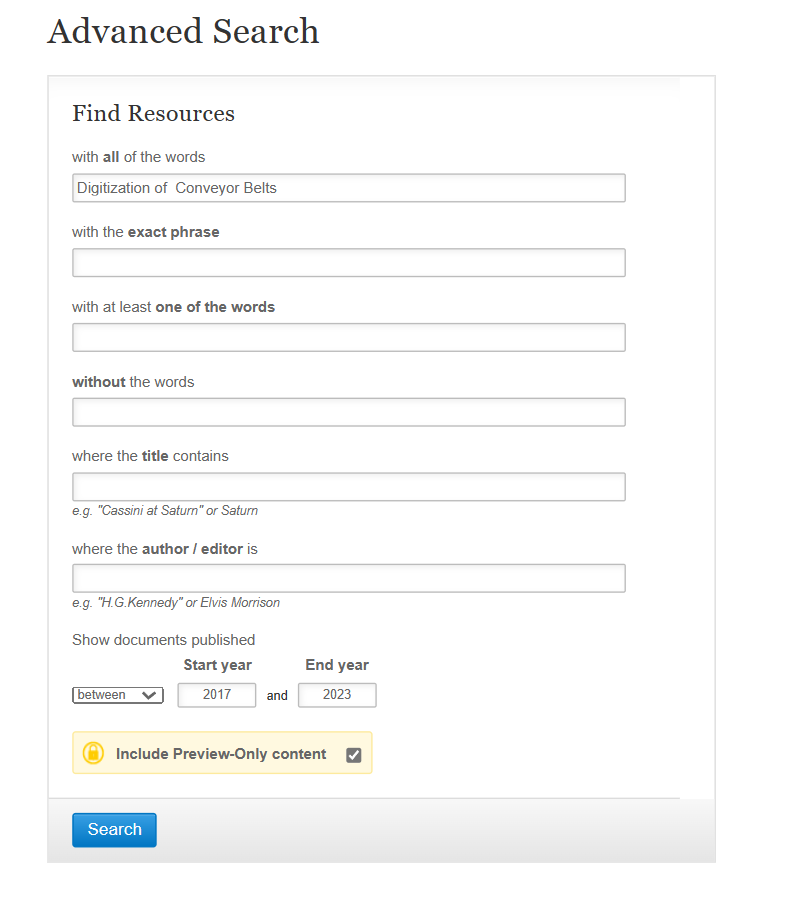 Advanced Search
Find Resources
with all of the words
Digitization of  Conveyor Belts
with the exact phrase
with at least one of the words
without the words
where the title contains
e.g. "Cassini at Saturn" or Saturn
where the author / editor is
e.g. "H.G.Kennedy" or Elvis Morrison
Show documents published
Start year End year
between 2017 and 2023
Include Preview-Only content
Search